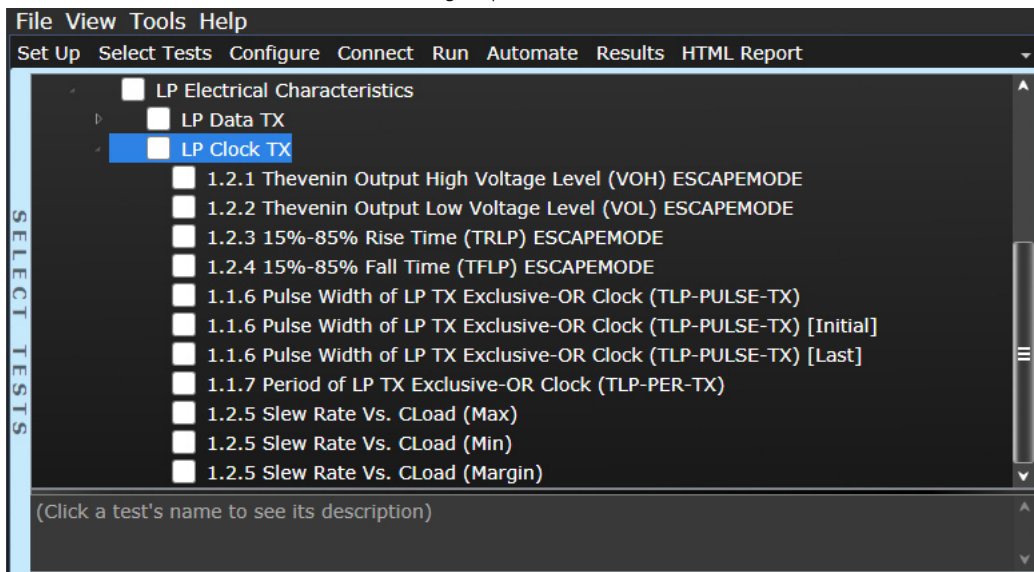 File View Tools Help
Set Up Select Tests Configure Connect Run Automate Results HTML Report
LP Electrical Characteristics
LP Data TX
LP Clock TX
1.2.1 Thevenin Output High Voltage Level (VOH) ESCAPEMODE
1.2.2 Thevenin Output Low Voltage Level (VOL) ESCAPEMODE
1.2.3 15%-85% Rise Time (TRLP) ESCAPEMODE
1.2.4 15%-85% Fall Time (TFLP) ESCAPEMODE
1.1.6 Pulse Width of LP TX Exclusive-OR Clock (TLP-PULSE-TX)
1.1.6 Pulse Width of LP TX Exclusive-OR Clock (TLP-PULSE-TX) [Initial]
1.1.6 Pulse Width of LP TX Exclusive-OR Clock (TLP-PULSE-TX) [Last]
1.1.7 Period of LP TX Exclusive-OR Clock (TLP-PER-TX)
1.2.5 Slew Rate Vs. CLoad (Max)
1.2.5 Slew Rate Vs. CLoad (Min)
1.2.5 Slew Rate Vs. CLoad (Margin)
SELECT TESTS
(Click a test's name to see its description)